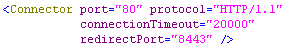 <Connector port="80" protocol="HTTP/1.1"
connectionTimeout="20000"
redirectPort="8443" />